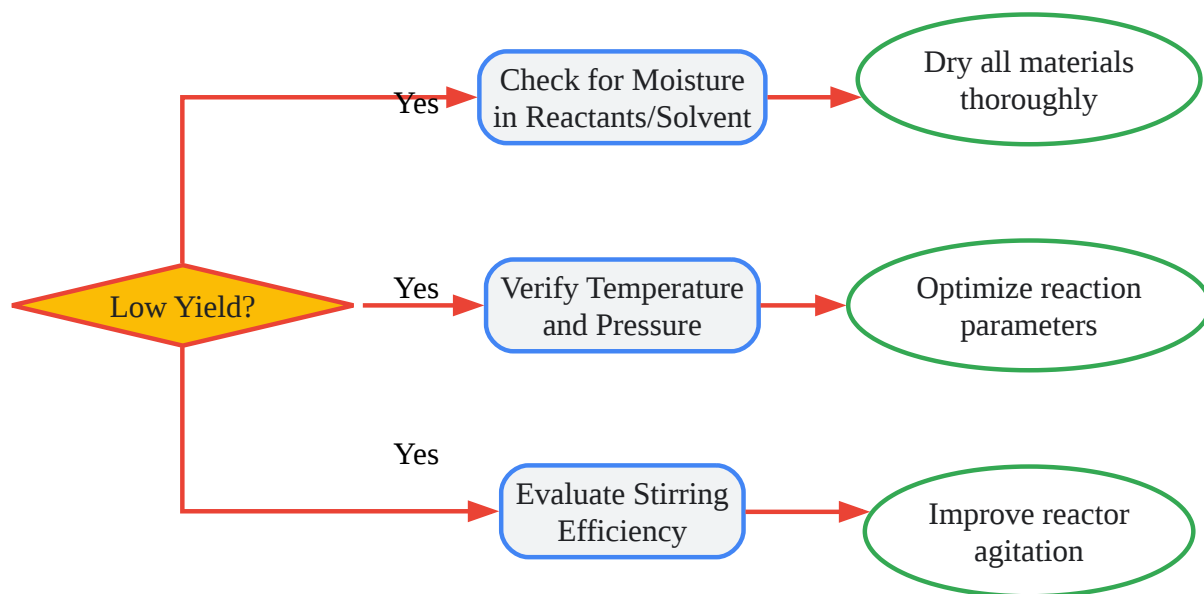 Yes
Check for Moisture
in Reactants/Solvent
Dry all materials
thoroughly
Low Yield?
Yes
Verify Temperature
and Pressure
Optimize reaction
parameters
Yes
Evaluate Stirring
Efficiency
Improve reactor
agitation